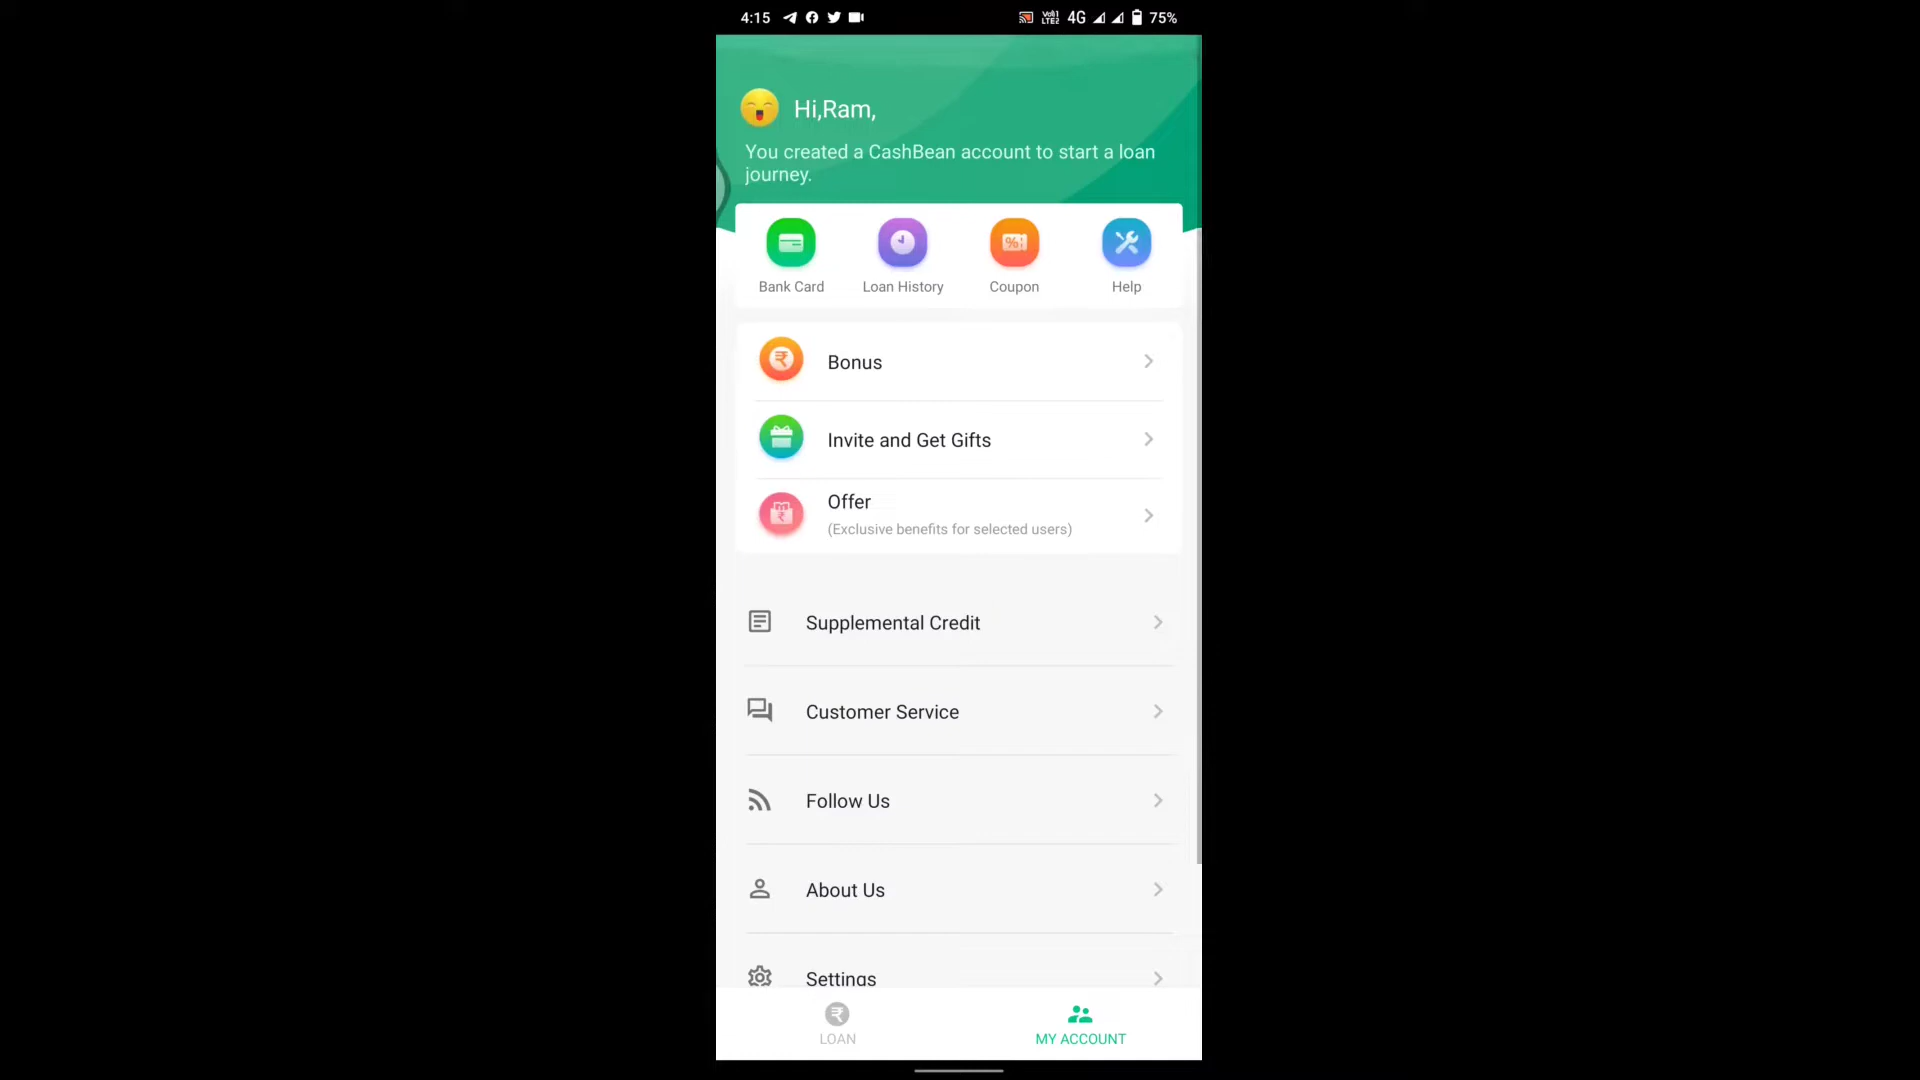 4:15 Vo)) LTE2 4G 75%
Hi,Ram,
You created a CashBean account to start a loan
journey.
Bank Card Loan History Coupon Help
Bonus
Invite and Get Gifts
Offer
(Exclusive benefits for selected users)
Supplemental Credit
Customer Service
Follow Us
About Us
Settings
LOAN MY ACCOUNT